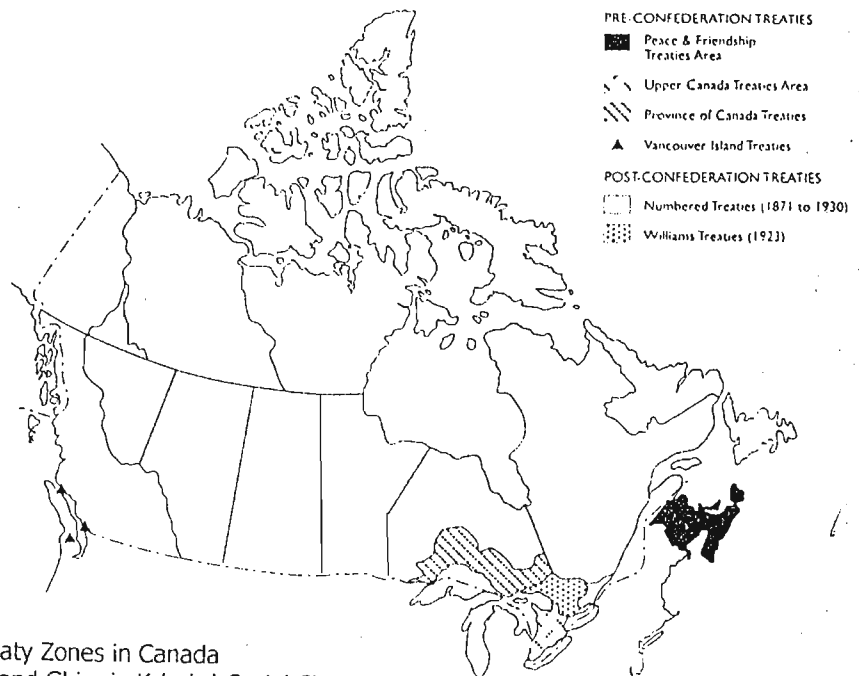 PRE-CONFEDERATION TREATIES
Peace & Friendship
Treaties Area
Upper Canada Treaties Area
Province of Canada Treaties
Vancouver Island Treaties
POST-CONFEDERATION TREATIES
Numbered Treaties (1871 to 1930)
Williams Treaties (1923)
aty Zones in Canada